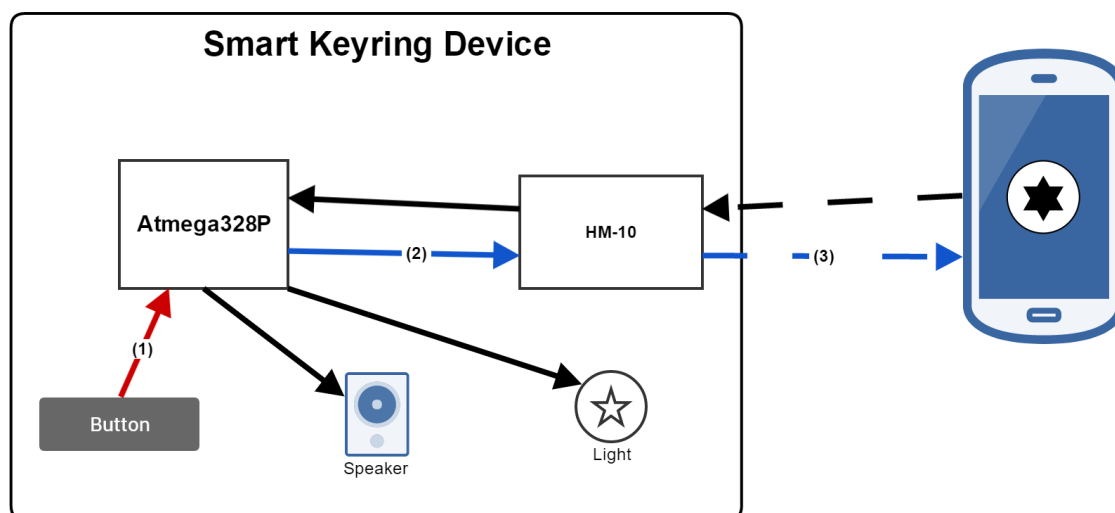 Smart Keyring Device
Atmega328P
HM-10
(2)
(3)
(1)
Button
Speaker
Light